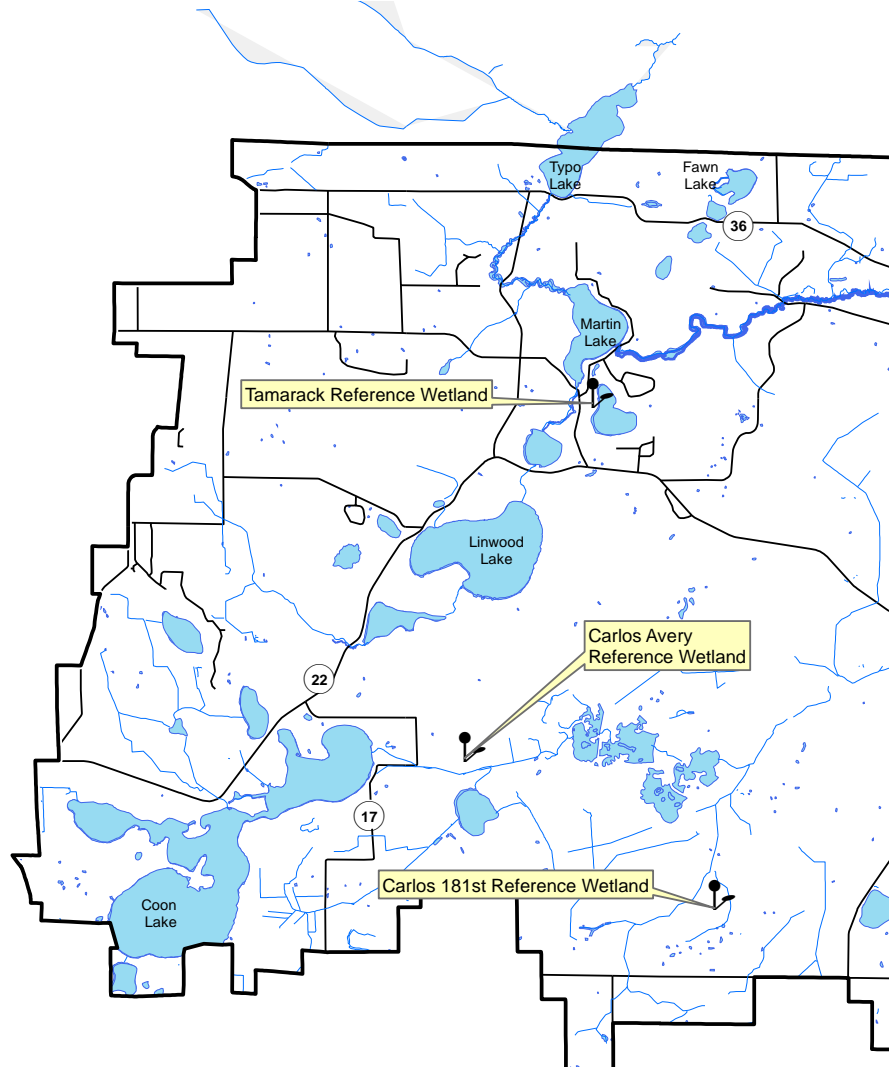 Typo
Lake
Fawn
Lake
36
Martin
Lake
Tamarack Reference Wetland
Linwood
Lake
Carlos Avery
Reference Wetland
22
17
Carlos 181st Reference Wetland
Coon
Lake